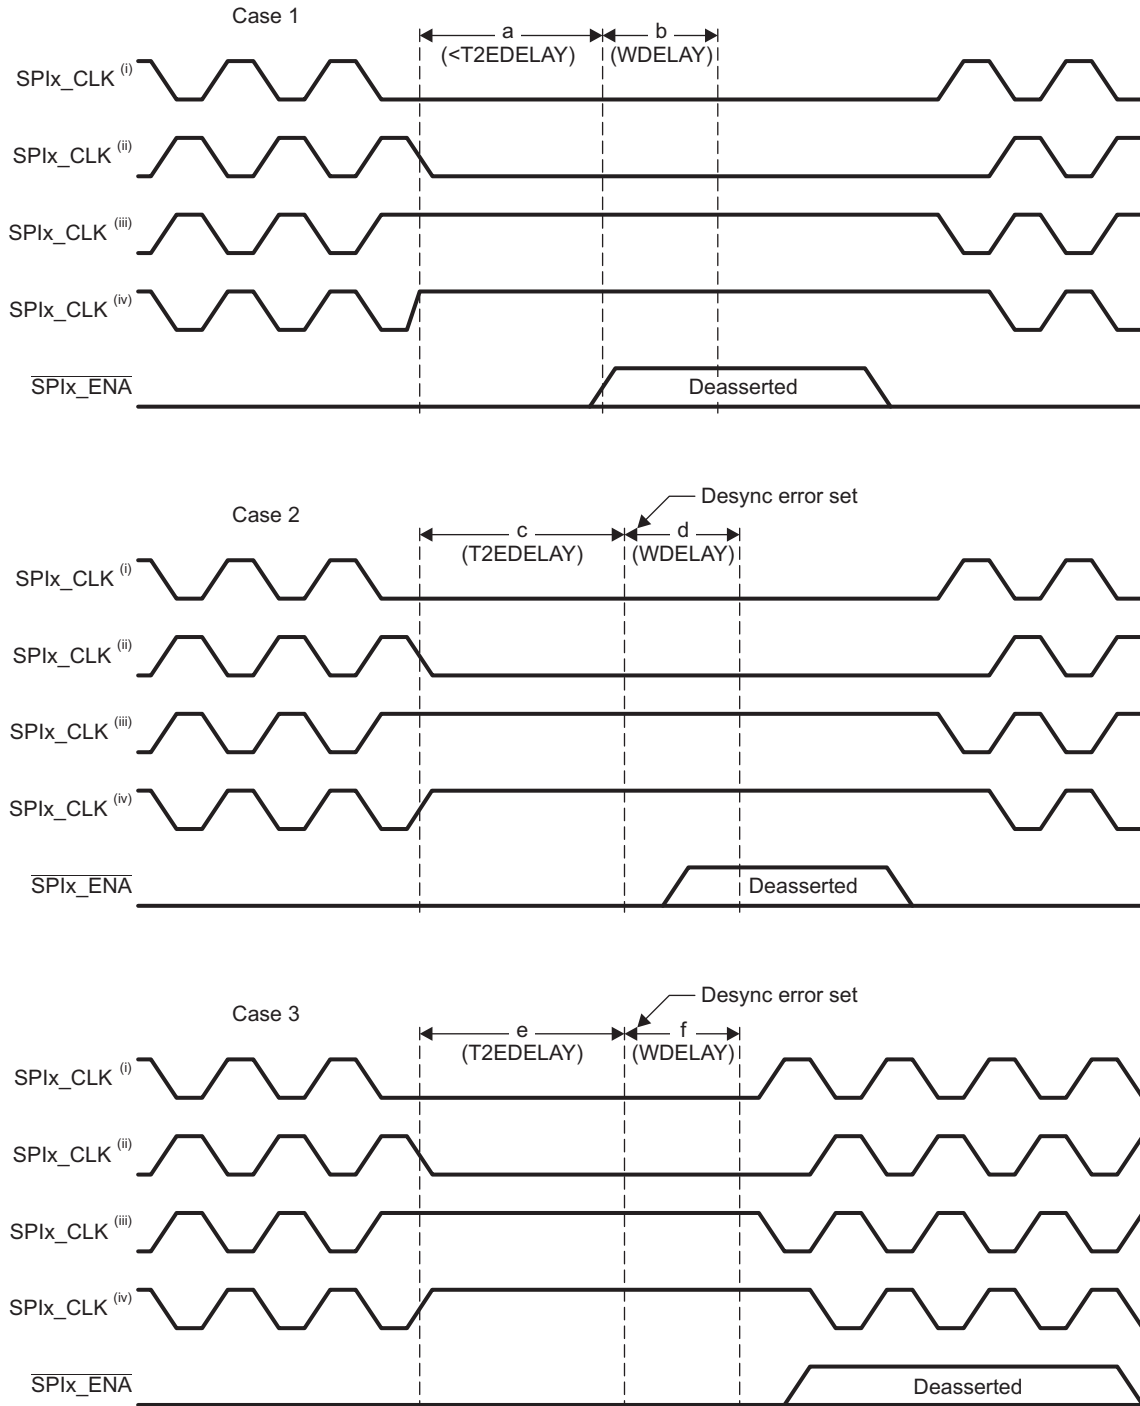 Case 1
a
b
(<T2EDELAY)
(WDELAY)
SPIx_CLK (i)
SPIx_CLK (ii)
SPIx_CLK (iii)
SPIx_CLK (iv)
SPIx_ENA
Deasserted
Desync error set
Case 2
c
d
(T2EDELAY)
(WDELAY)
SPIx_CLK (i)
SPIx_CLK (ii)
SPIx_CLK (iii)
SPIx_CLK (iv)
SPIx_ENA
Deasserted
Desync error set
Case 3
e
f
(T2EDELAY)
(WDELAY)
SPIx_CLK (i)
SPIx_CLK (ii)
SPIx_CLK (iii)
SPIx_CLK (iv)
SPIx_ENA
Deasserted